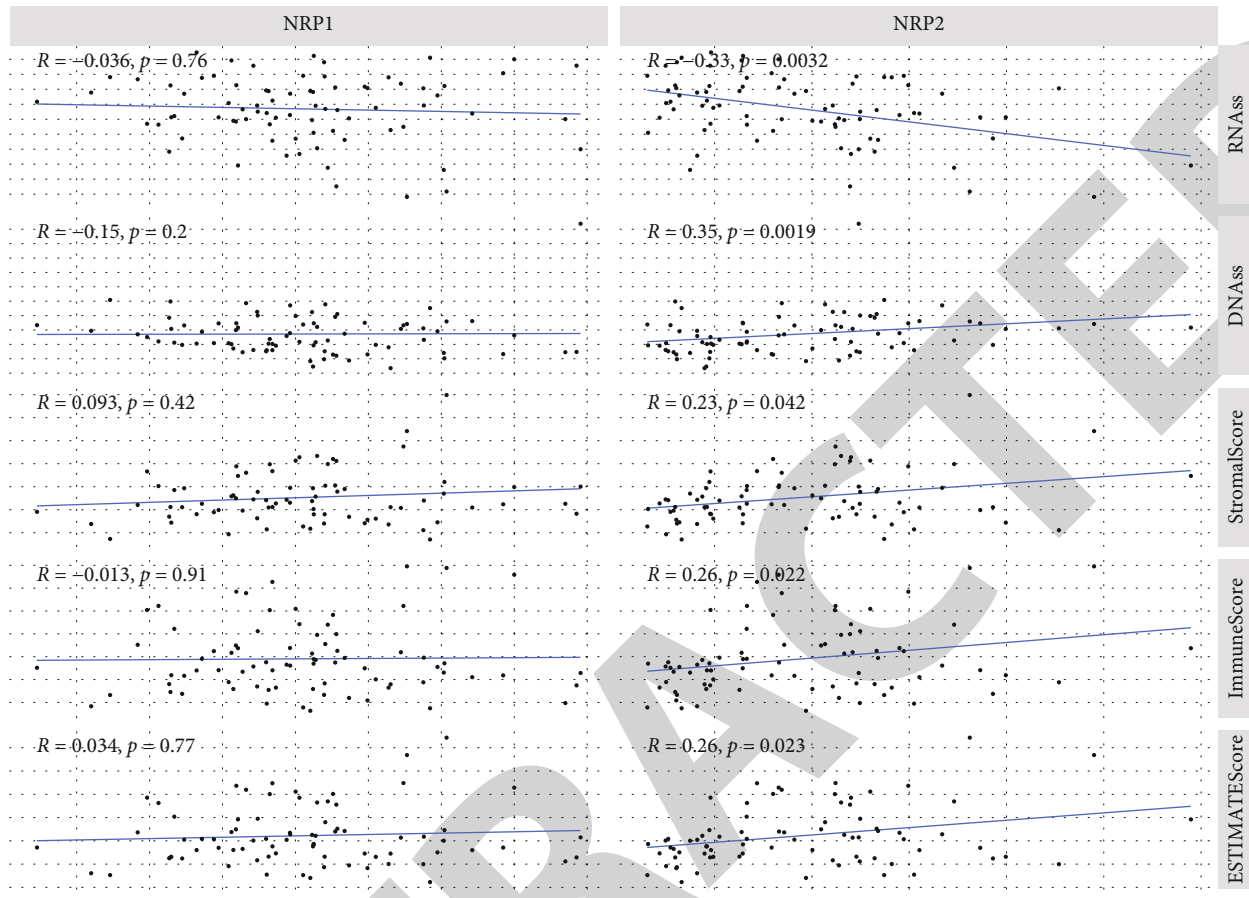 NRP1
NRP2
R = −0.036, p = 0.76
R = −0.33, p = 0.0032
RNAss
R = −0.15, p = 0.2
R = 0.35, p = 0.0019
DNAss
R = 0.093, p = 0.42
R = 0.23, p = 0.042
StromalScore
R = −0.013, p = 0.91
R = 0.26, p = 0.022
ImmuneScore
R = 0.034, p = 0.77
R = 0.26, p = 0.023
ESTIMATEScore
RACTE